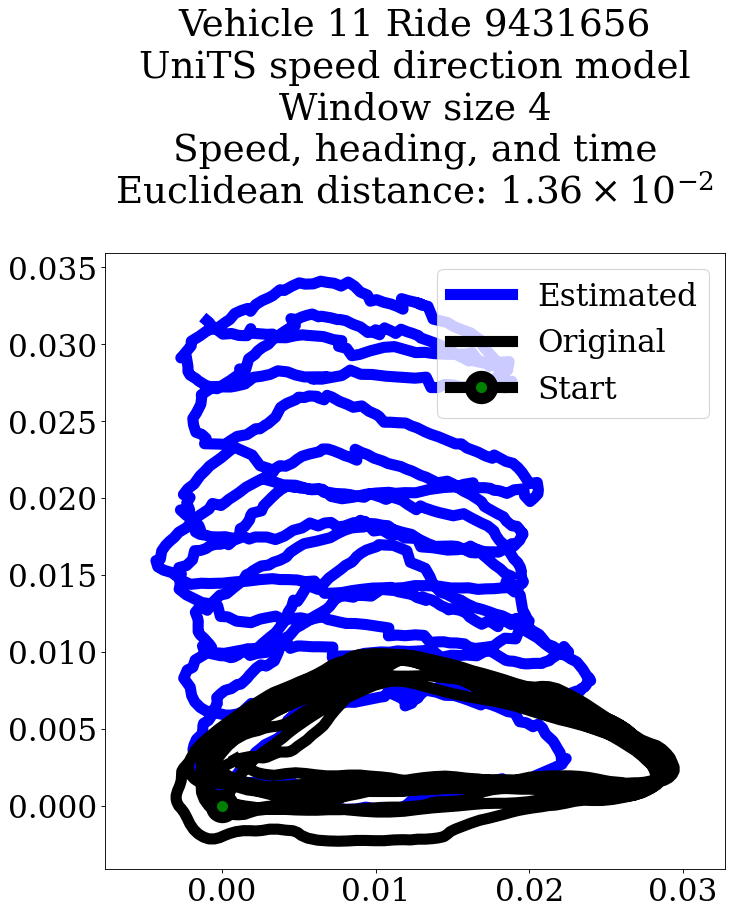 Vehicle 11 Ride 9431656
UniTS speed direction model
Window size 4
Speed, heading, and time
Euclidean distance: 1.36 × 10⁻²
0.035
0.030
0.025
0.020
0.015
0.010
0.005
0.000
Estimated
Original
Start
0.00 0.01 0.02 0.03